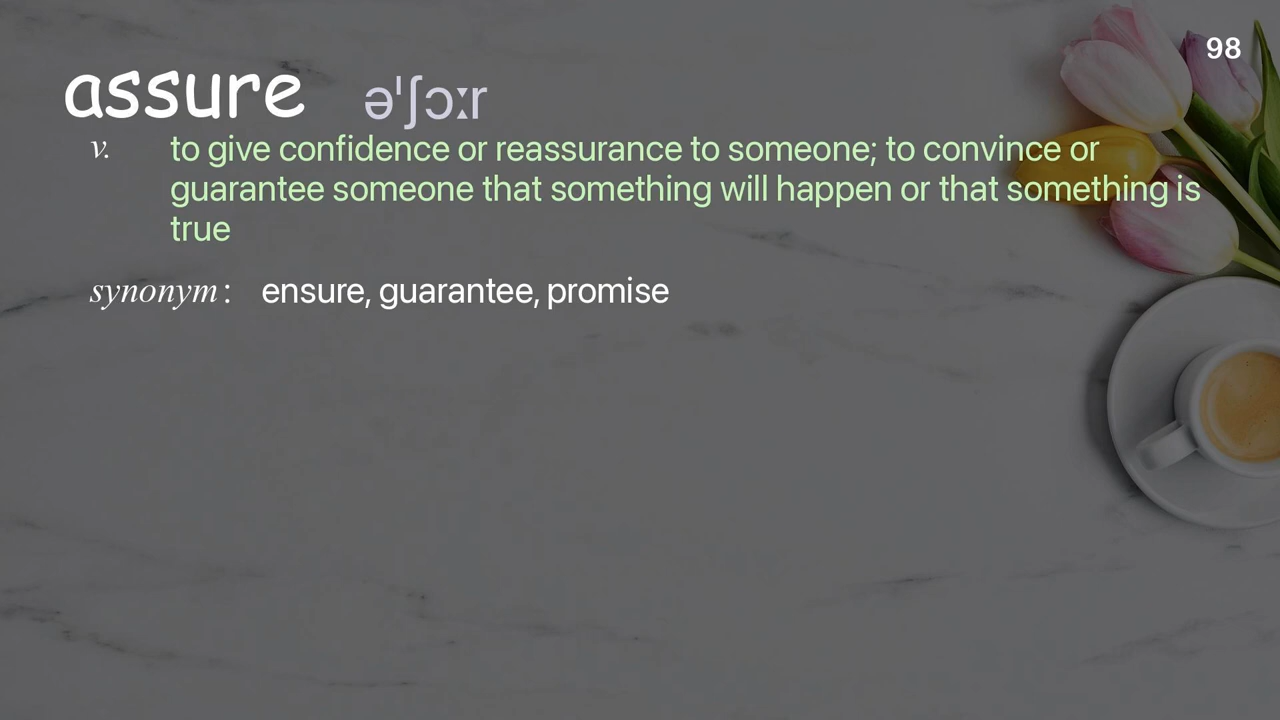 98
assure əˈʃɔːr
v. to give confidence or reassurance to someone; to convince or
guarantee someone that something will happen or that something is
true
synonym : ensure, guarantee, promise